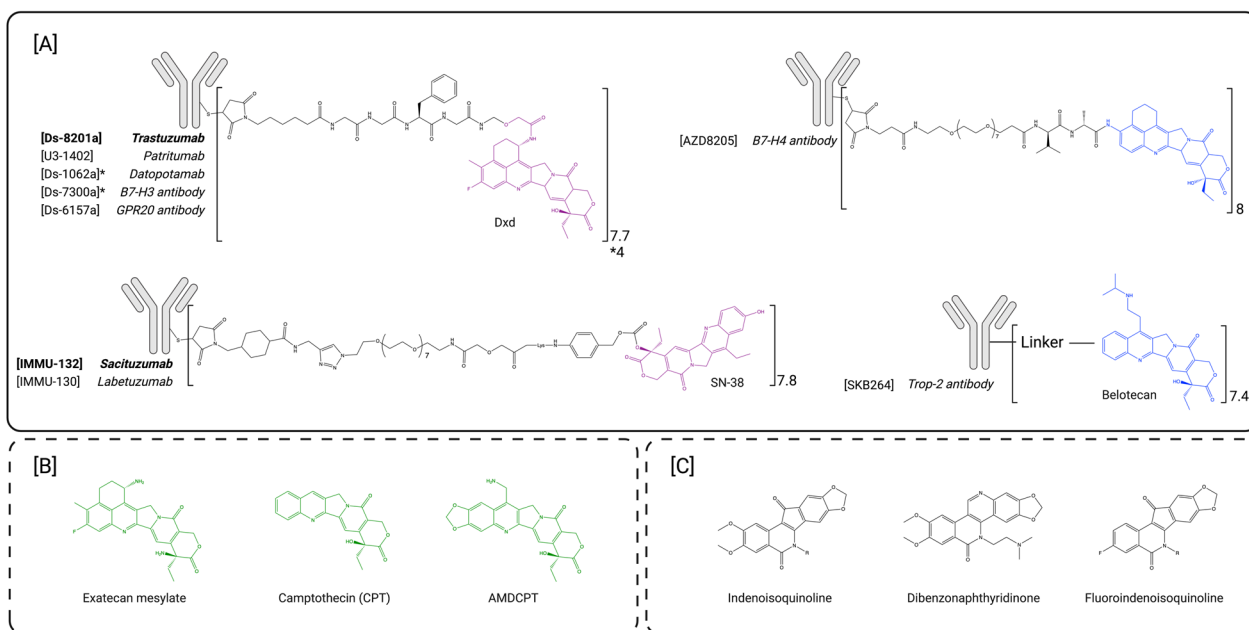 [A]
[Ds-8201a] Trastuzumab
[U3-1402] Patritumab
[Ds-1062a]* Datopotamab
[Ds-7300a]* B7-H3 antibody
[Ds-6157a] GPR20 antibody
Dxd
7.7
*4
[AZD8205] B7-H4 antibody
8
[IMMU-132] Sacituzumab
[IMMU-130] Labetuzumab
Lys
SN-38
7.8
[SKB264] Trop-2 antibody
Linker
Belotecan
7.4
[B]
Exatecan mesylate
Camptothecin (CPT)
AMDCPT
[C]
Indenoisoquinoline
Dibenzonaphthyridinone
Fluoroindenoisoquinoline